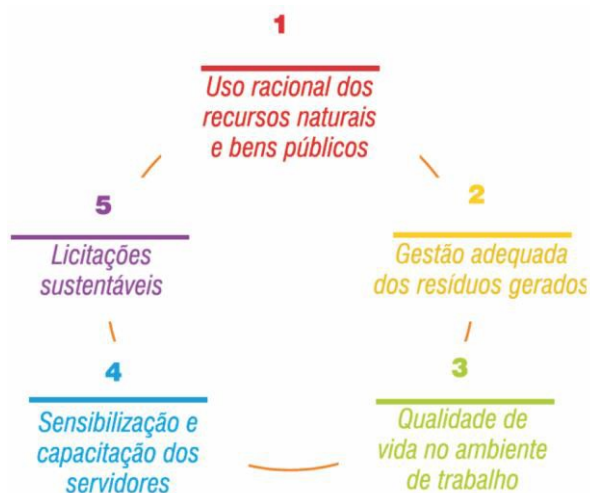 1
Uso racional dos
recursos naturais
e bens públicos
2
Gestão adequada
dos resíduos gerados
3
Qualidade de
vida no ambiente
de trabalho
4
Sensibilização e
capacitação dos
servidores
5
Licitações
sustentáveis